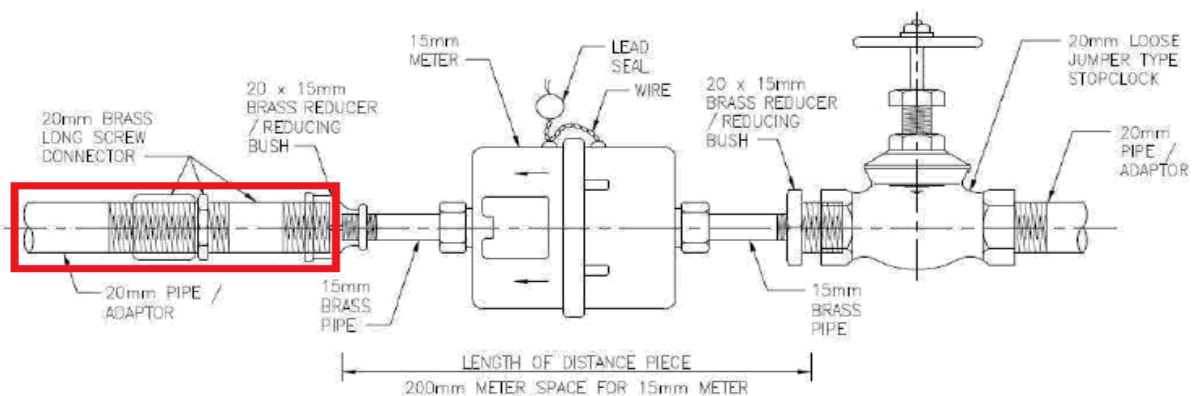 15mm
METER
LEAD
SEAL
WIRE
20mm LOOSE
JUMPER TYPE
STOPCLOCK
20 x 15mm
BRASS REDUCER
/REDUCING
BUSH
20 x 15mm
BRASS REDUCER
/REDUCING
BUSH
20mm BRASS
LONG SCREW
CONNECTOR
20mm
PIPE /
ADAPTOR
20mm PIPE /
ADAPTOR
15mm
BRASS
PIPE
15mm
BRASS
PIPE
LENGTH OF DISTANCE PIECE
200mm METER SPACE FOR 15mm METER